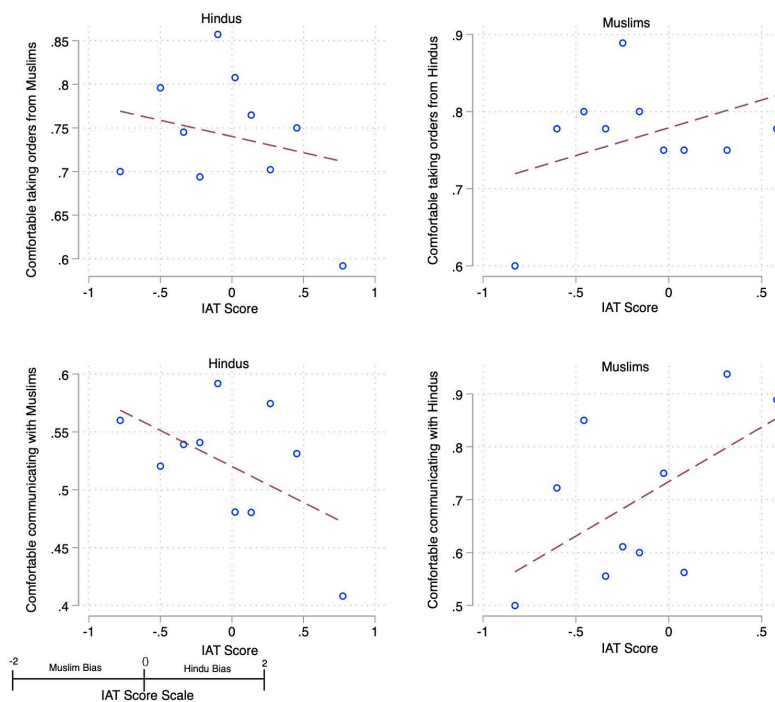 Hindus
Comfortable taking orders from Muslims
.85
.8
.75
.7
.65
.6
-1 -.5 0 .5 1
IAT Score
Muslims
Comfortable taking orders from Hindus
.9
.8
.7
.6
-1 -.5 0 .5
IAT Score
Hindus
Comfortable communicating with Muslims
.6
.55
.5
.45
.4
-1 -.5 0 .5 1
IAT Score
Muslims
Comfortable communicating with Hindus
.9
.8
.7
.6
.5
-1 -.5 0 .5
IAT Score
-2 0 2
Muslim Bias Hindu Bias
IAT Score Scale